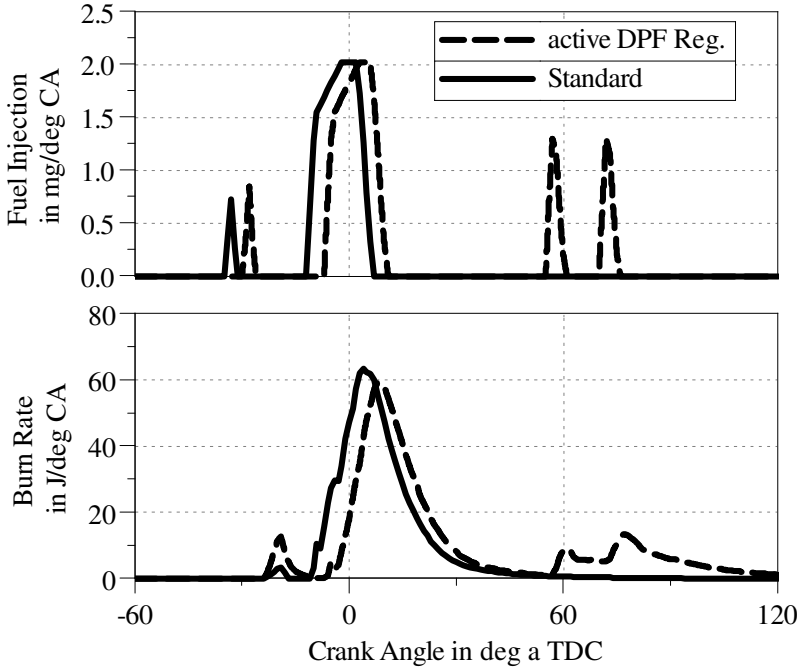 2.5
2.0
1.5
1.0
0.5
0.0
Fuel Injection
in mg/deg CA
active DPF Reg.
Standard
80
60
40
20
0
Burn Rate
in J/deg CA
-60
0
60
120
Crank Angle in deg a TDC